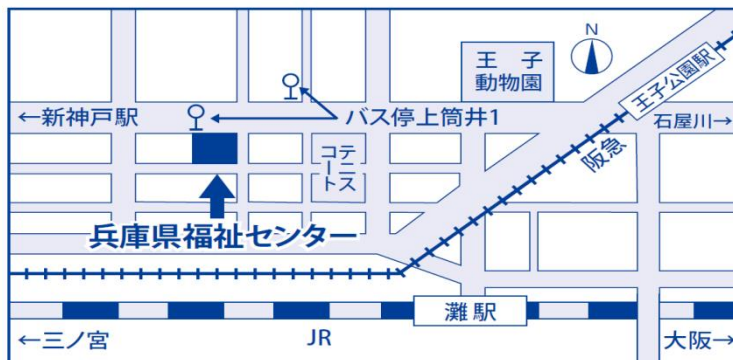 N
王子
動物園
王子公園駅
←新神戸駅
バス停上筒井1
石屋川→
テニス
コート
阪急
兵庫県福祉センター
灘駅
←三ノ宮
JR
大阪→